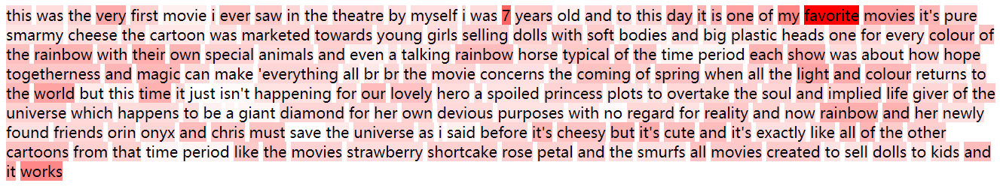 this was the very first movie i ever saw in the theatre by myself i was 7 years old and to this day it is one of my favorite movies it's pure
smarmy cheese the cartoon was marketed towards young girls selling dolls with soft bodies and big plastic heads one for every colour of
the rainbow with their own special animals and even a talking rainbow horse typical of the time period each show was about how hope
togetherness and magic can make 'everything all br br the movie concerns the coming of spring when all the light and colour returns to
the world but this time it just isn't happening for our lovely hero a spoiled princess plots to overtake the soul and implied life giver of the
universe which happens to be a giant diamond for her own devious purposes with no regard for reality and now rainbow and her newly
found friends orin onyx and chris must save the universe as i said before it's cheesy but it's cute and it's exactly like all of the other
cartoons from that time period like the movies strawberry shortcake rose petal and the smurfs all movies created to sell dolls to kids and
it works